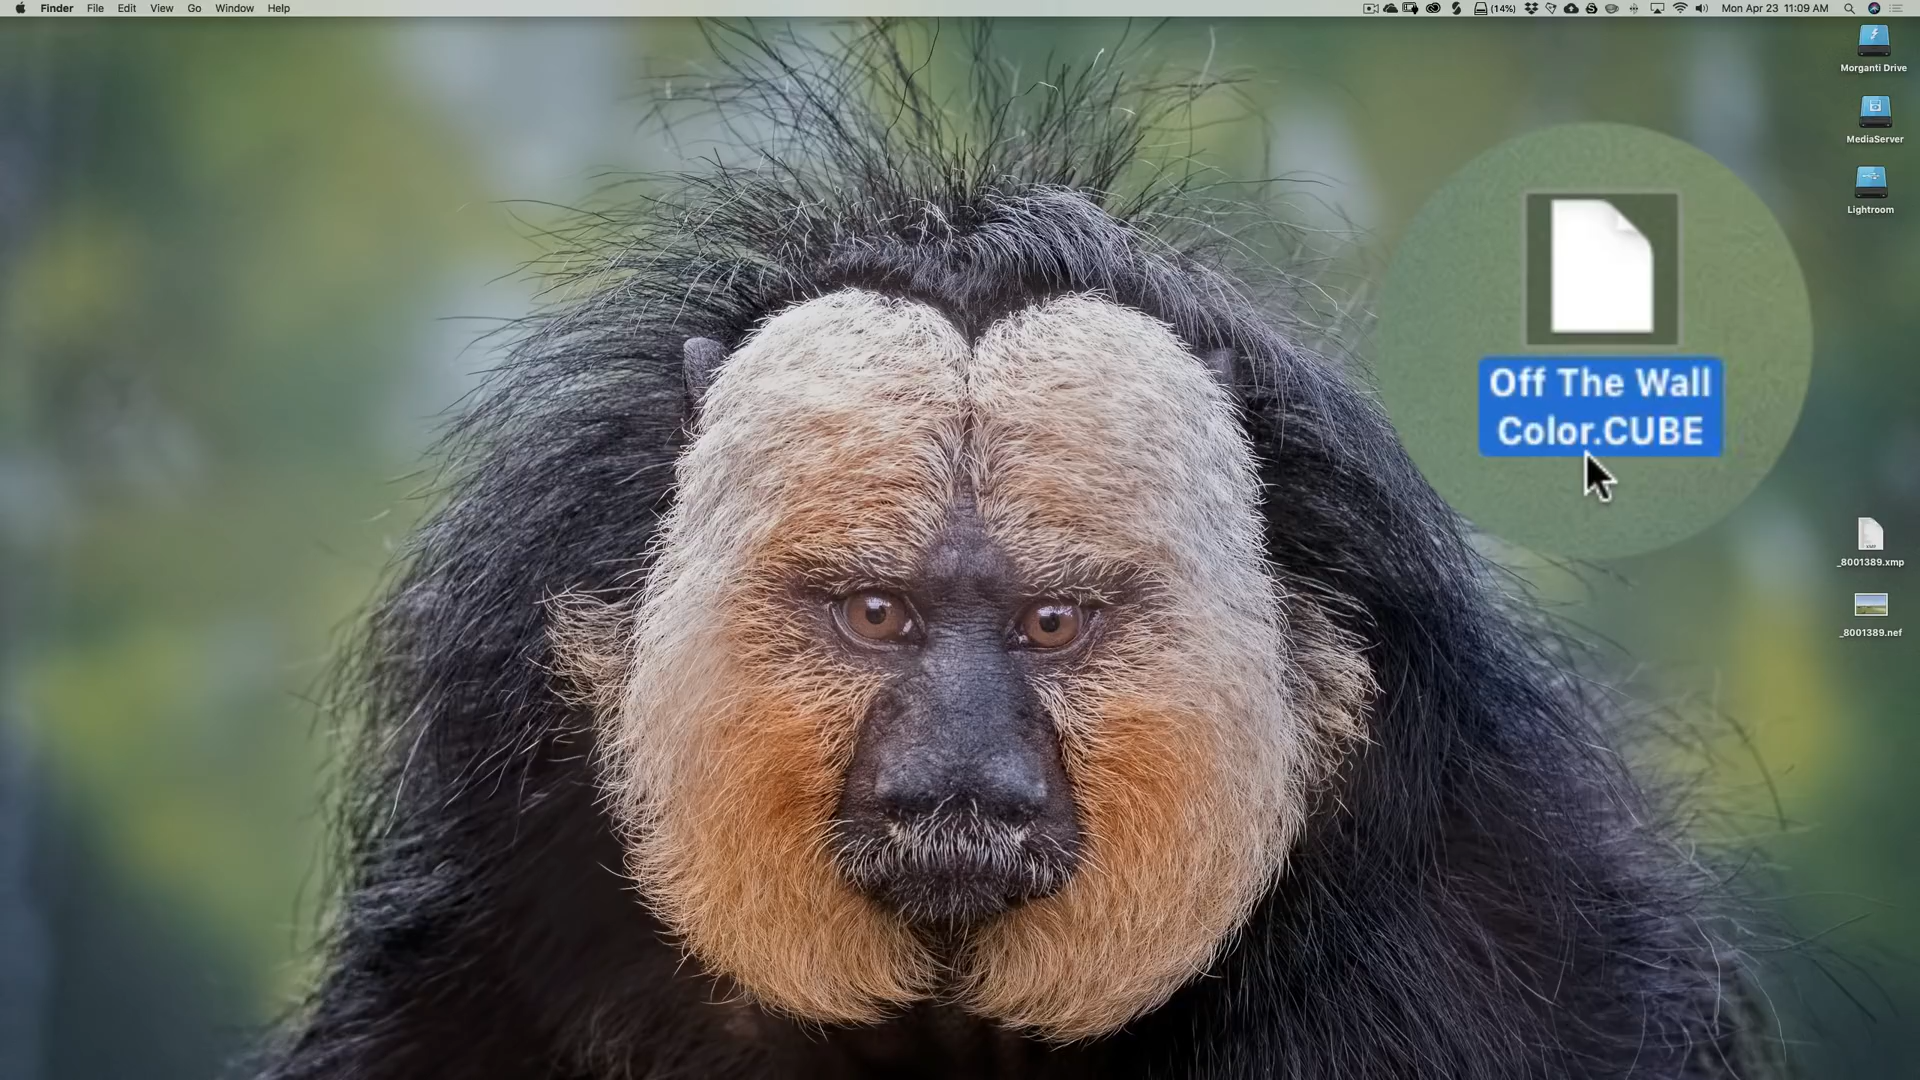 Finder File Edit View Go Window Help
(14%) Mon Apr 23 11:09 AM
Morganti Drive
MediaServer
Lightroom
Off The Wall
Color.CUBE
_8001389.xmp
_8001389.nef